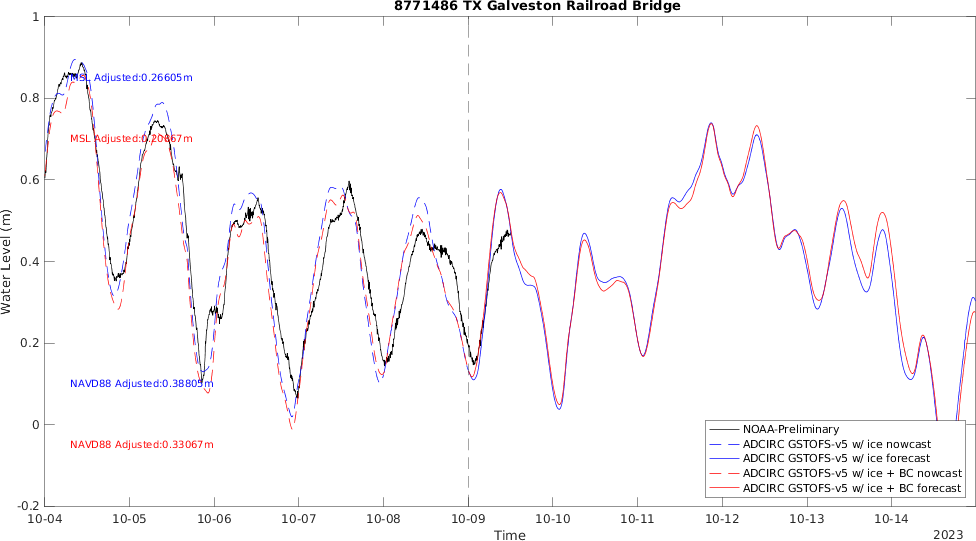 8771486 TX Galveston Railroad Bridge
1
0.8
0.6
0.4
0.2
0
-0.2
Water Level (m)
MSL Adjusted:0.26605m
MSL Adjusted:0.20867m
NAVD88 Adjusted:0.38805m
NAVD88 Adjusted:0.33067m
NOAA-Preliminary
ADCIRC GSTOFS-v5 w/ ice nowcast
ADCIRC GSTOFS-v5 w/ ice forecast
ADCIRC GSTOFS-v5 w/ ice + BC nowcast
ADCIRC GSTOFS-v5 w/ ice + BC forecast
10-04 10-05 10-06 10-07 10-08 10-09 10-10 10-11 10-12 10-13 10-14
Time
2023